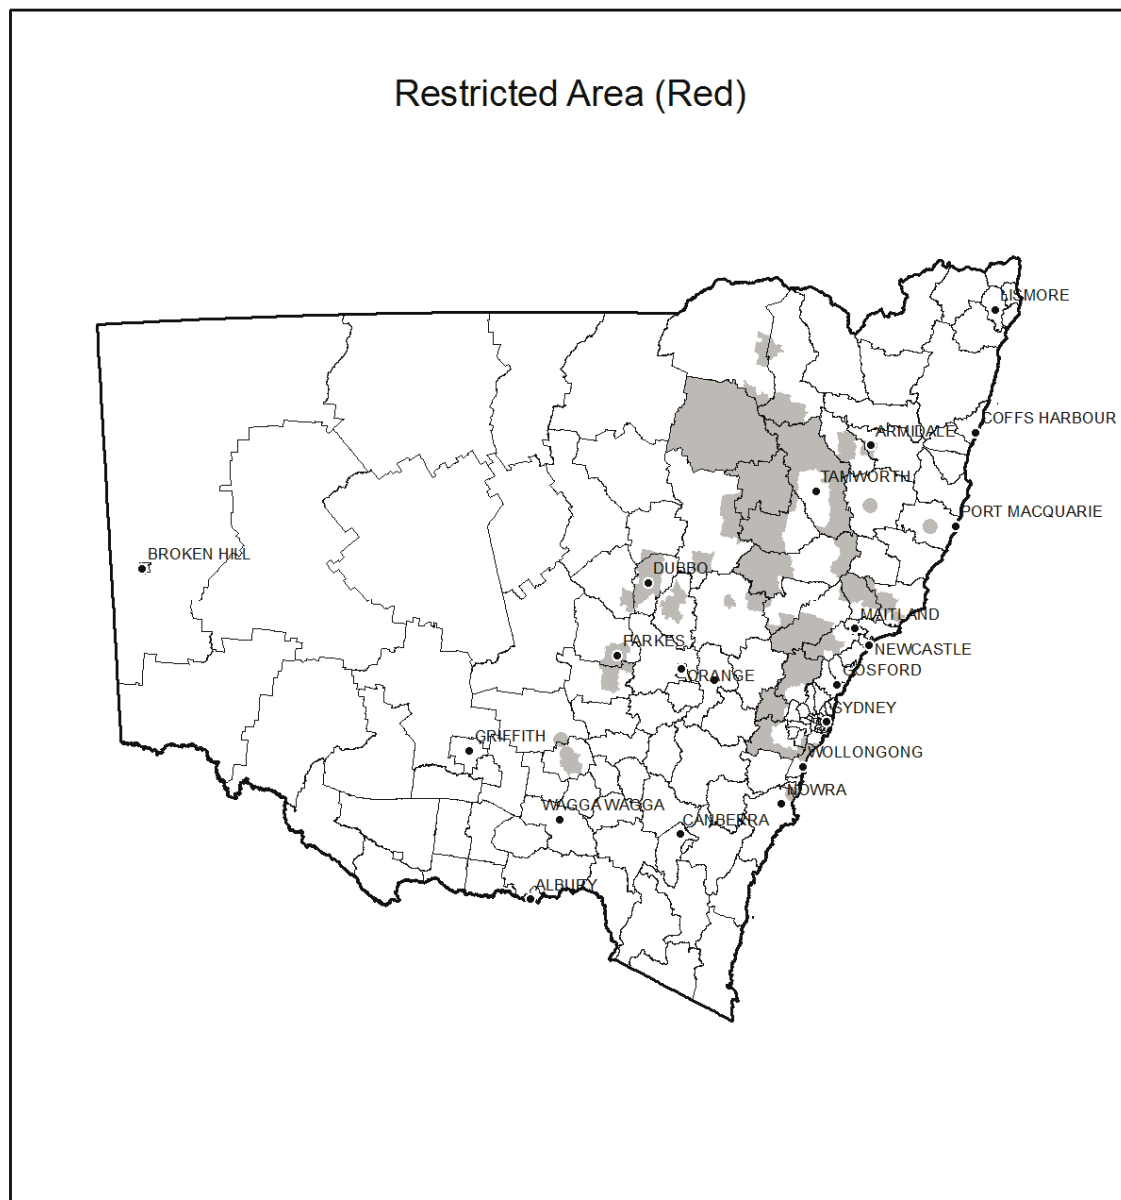 Restricted Area (Red)
LISMORE
COFFS HARBOUR
ARMIDALE
TAMWORTH
PORT MACQUARIE
BROKEN HILL
DUBBO
MAITLAND
PARKES
NEWCASTLE
GOSFORD
ORANGE
SYDNEY
GRIFFITH
WOLLONGONG
NOWRA
WAGGA WAGGA
CANBERRA
ALBURY